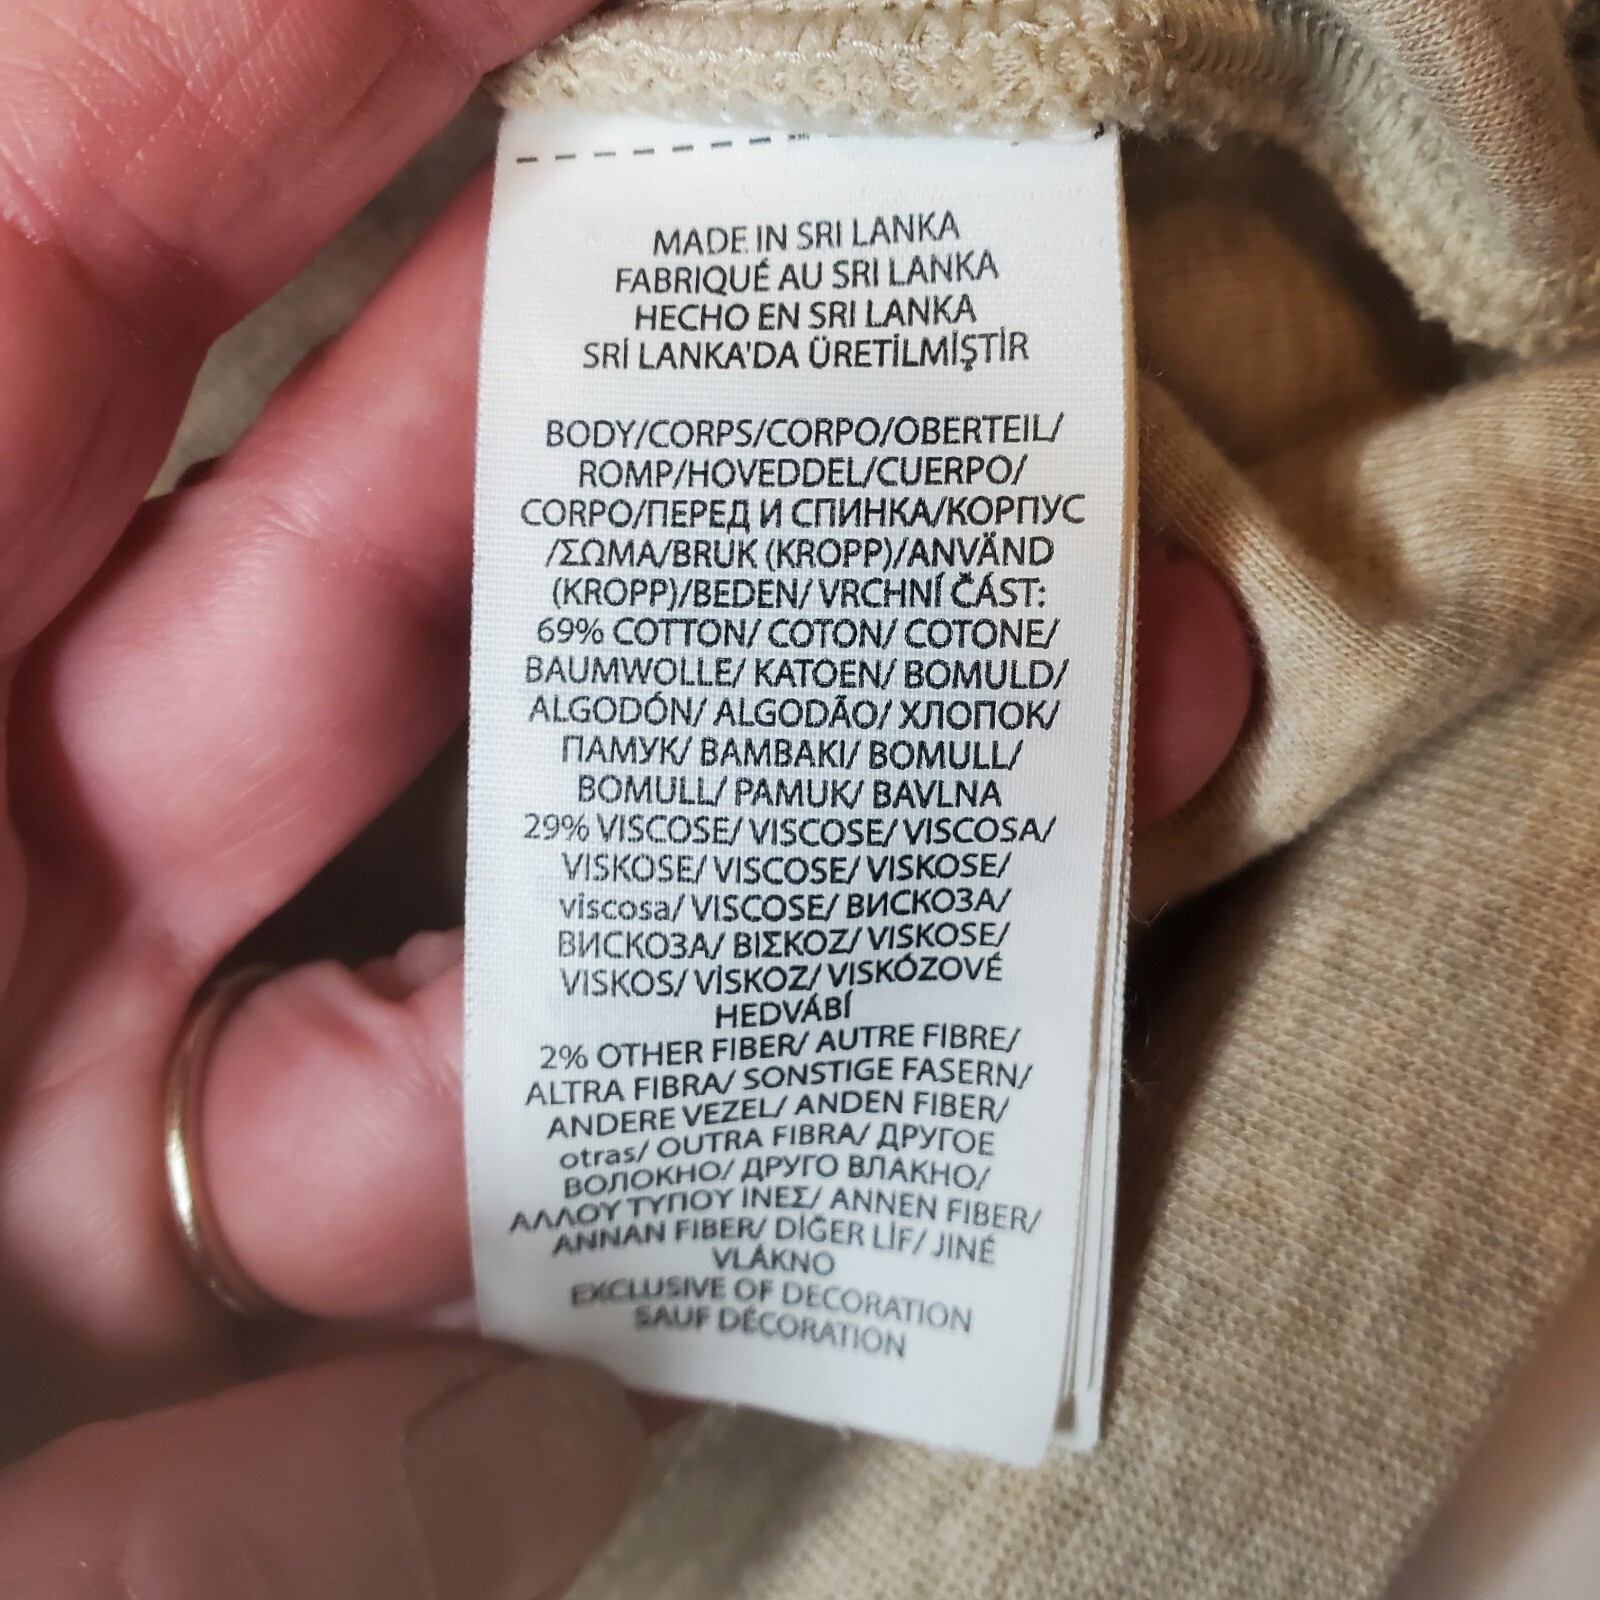 MADE IN SRI LANKA
FABRIQUÉ AU SRI LANKA
HECHO EN SRI LANKA
SRİ LANKA'DA ÜRETİLMİŞTİR
BODY/CORPS/CORPO/OBERTEIL/
ROMP/HOVEDDEL/CUERPO/
CORPO/ПЕРЕД И СПИНКА/КОРПУС
/ΣΩΜΑ/BRUK (KROPP)/ANVÄND
(KROPP)/BEDEN/ VRCHNÍ ČÁST:
69% COTTON/ COTON/ COTONE/
BAUMWOLLE/ KATOEN/ BOMULD/
ALGODÓN/ ALGODÃO/ ХЛОПОК/
ПАМУК/ BAMBAKI/ BOMULL/
BOMULL/ PAMUK/ BAVLNA
29% VISCOSE/ VISCOSE/ VISCOSA/
VISKOSE/ VISCOSE/ VISKOSE/
viscosa/ VISCOSE/ ВИСКОЗА/
ВИСКОЗА/ ΒΙΣΚΟΖ/ VISKOSE/
VISKOS/ VİSKOZ/ VISKÓZOVÉ
HEDVÁBÍ
2% OTHER FIBER/ AUTRE FIBRE/
ALTRA FIBRA/ SONSTIGE FASERN/
ANDERE VEZEL/ ANDEN FIBER/
otras/ OUTRA FIBRA/ ДРУГОЕ
ВОЛОКНО/ ДРУГО ВЛАКНО/
ΑΛΛΟΥ ΤΥΠΟΥ ΙΝΕΣ/ ANNEN FIBER/
ANNAN FIBER/ DİĞER LİF/ JINÉ
VLÁKNO
EXCLUSIVE OF DECORATION
SAUF DÉCORATION